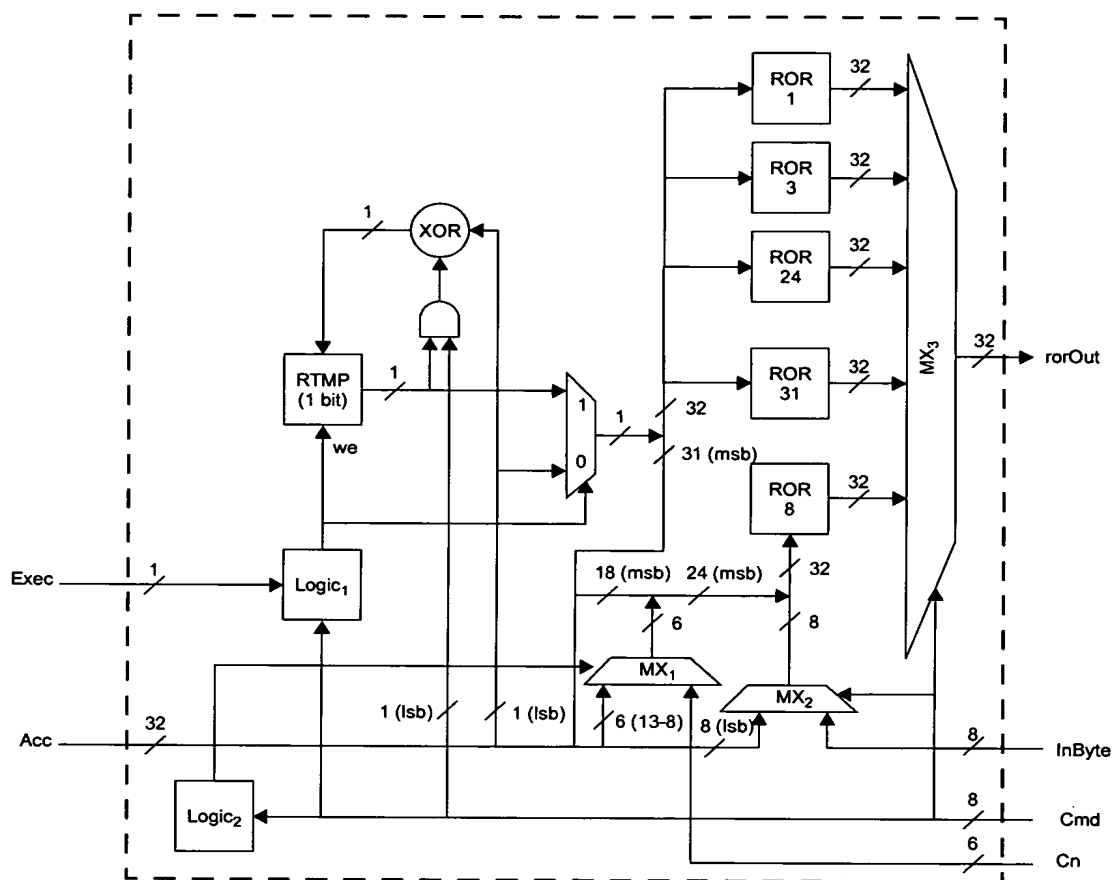 32
ROR
1
32
ROR
3
1
XOR
32
ROR
24
RTMP
(1 bit)
1
we
1
0
1
32
31 (msb)
32
ROR
31
MX3
32
rorOut
ROR
8
32
Exec
1
Logic1
18 (msb)
24 (msb)
32
6
8
MX1
MX2
1 (lsb)
1 (lsb)
6 (13–8)
8 (lsb)
Acc
32
8
InByte
Logic2
8
Cmd
6
Cn